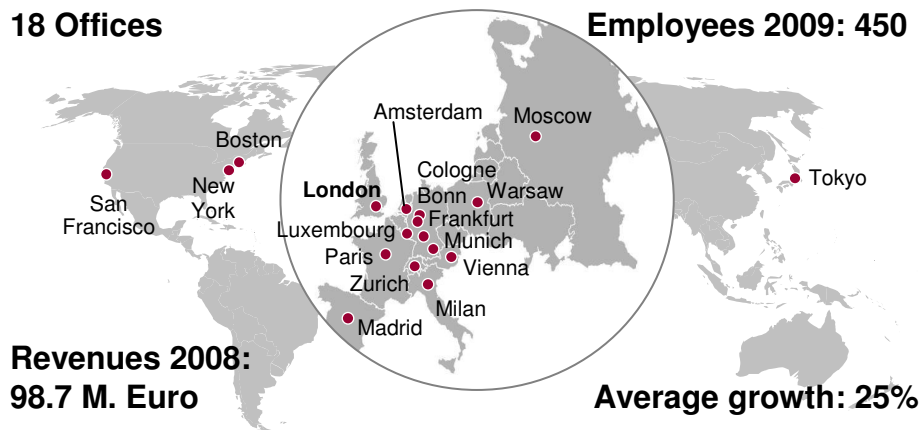 18 Offices
Employees 2009: 450
Amsterdam
Moscow
Boston
Cologne
Tokyo
New
York
London
Bonn
Warsaw
San
Francisco
Frankfurt
Luxembourg
Munich
Paris
Vienna
Zurich
Milan
Madrid
Revenues 2008:
98.7 M. Euro
Average growth: 25%